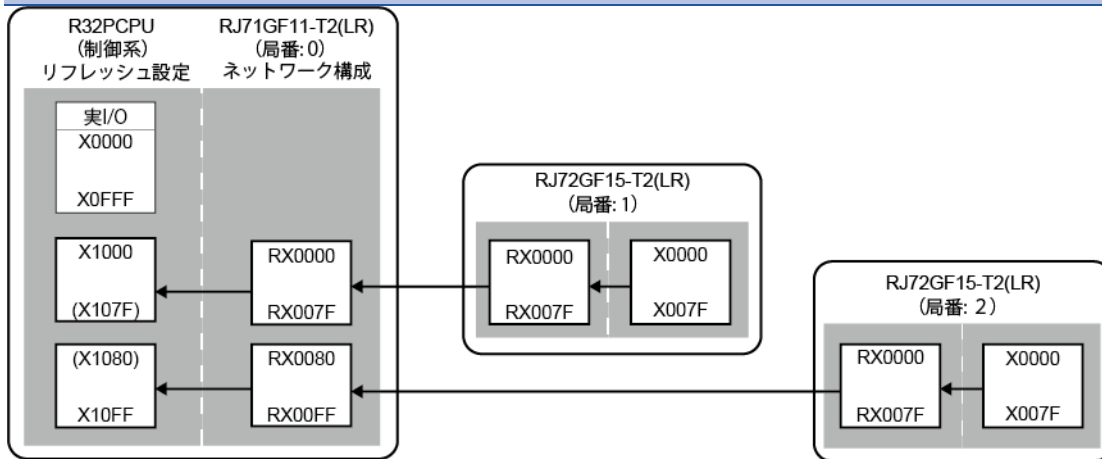 R32PCPU
（制御系）
リフレッシュ設定
RJ71GF11-T2(LR)
（局番: 0）
ネットワーク構成
実I/O
X0000
X0FFF
X1000
(X107F)
RX0000
RX007F
(X1080)
X10FF
RX0080
RX00FF
RJ72GF15-T2(LR)
（局番: 1）
RX0000
RX007F
X0000
X007F
RJ72GF15-T2(LR)
（局番: ２）
RX0000
RX007F
X0000
X007F